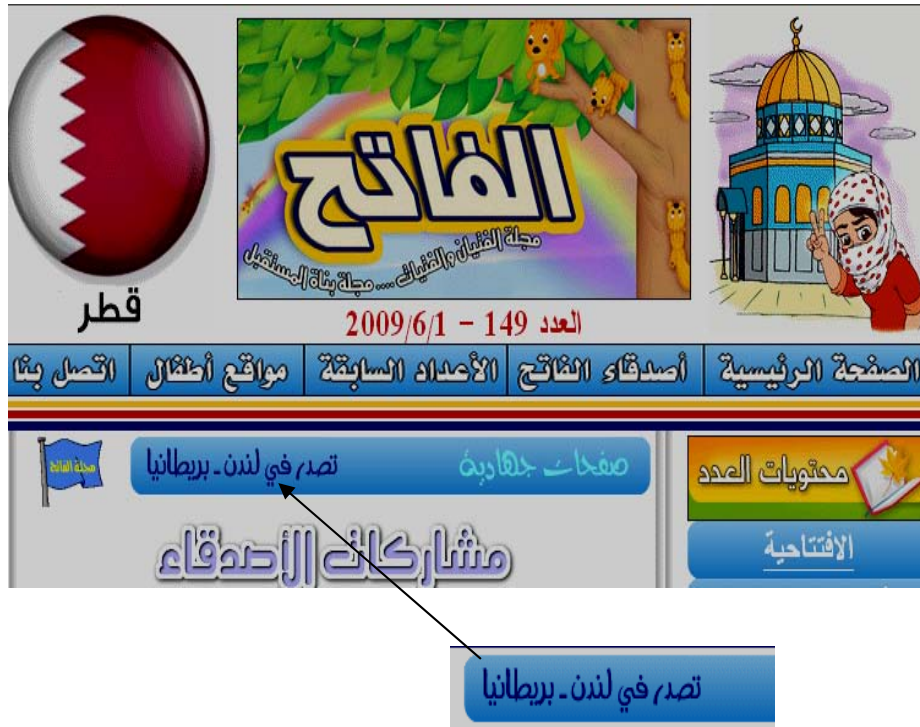 الفاتح
مجلة الفتيان والفتيات .... مجلة بناة المستقبل
قطر
العدد 149 - 2009/6/1
الصفحة الرئيسية
أصدقاء الفاتح
الأعداد السابقة
مواقع أطفال
اتصل بنا
محتويات العدد
صفحات جهادية
تصدر في لندن - بريطانيا
مجلة الفاتح
الافتتاحية
مشاركات الأصدقاء
تصدر في لندن - بريطانيا